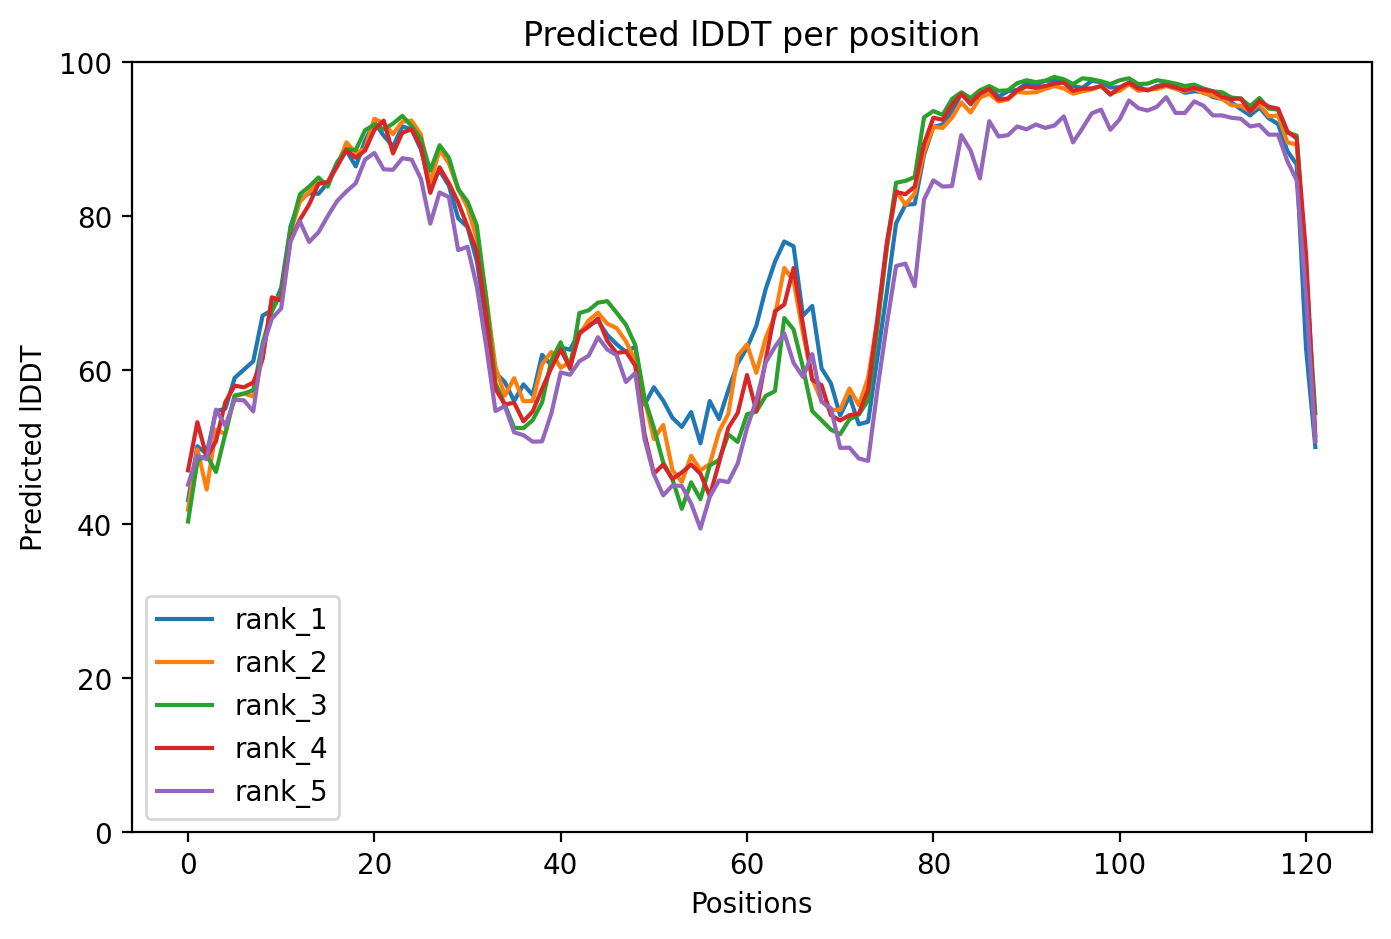 Predicted lDDT per position
100
80
60
40
20
0
Predicted lDDT
rank_1
rank_2
rank_3
rank_4
rank_5
0 20 40 60 80 100 120
Positions